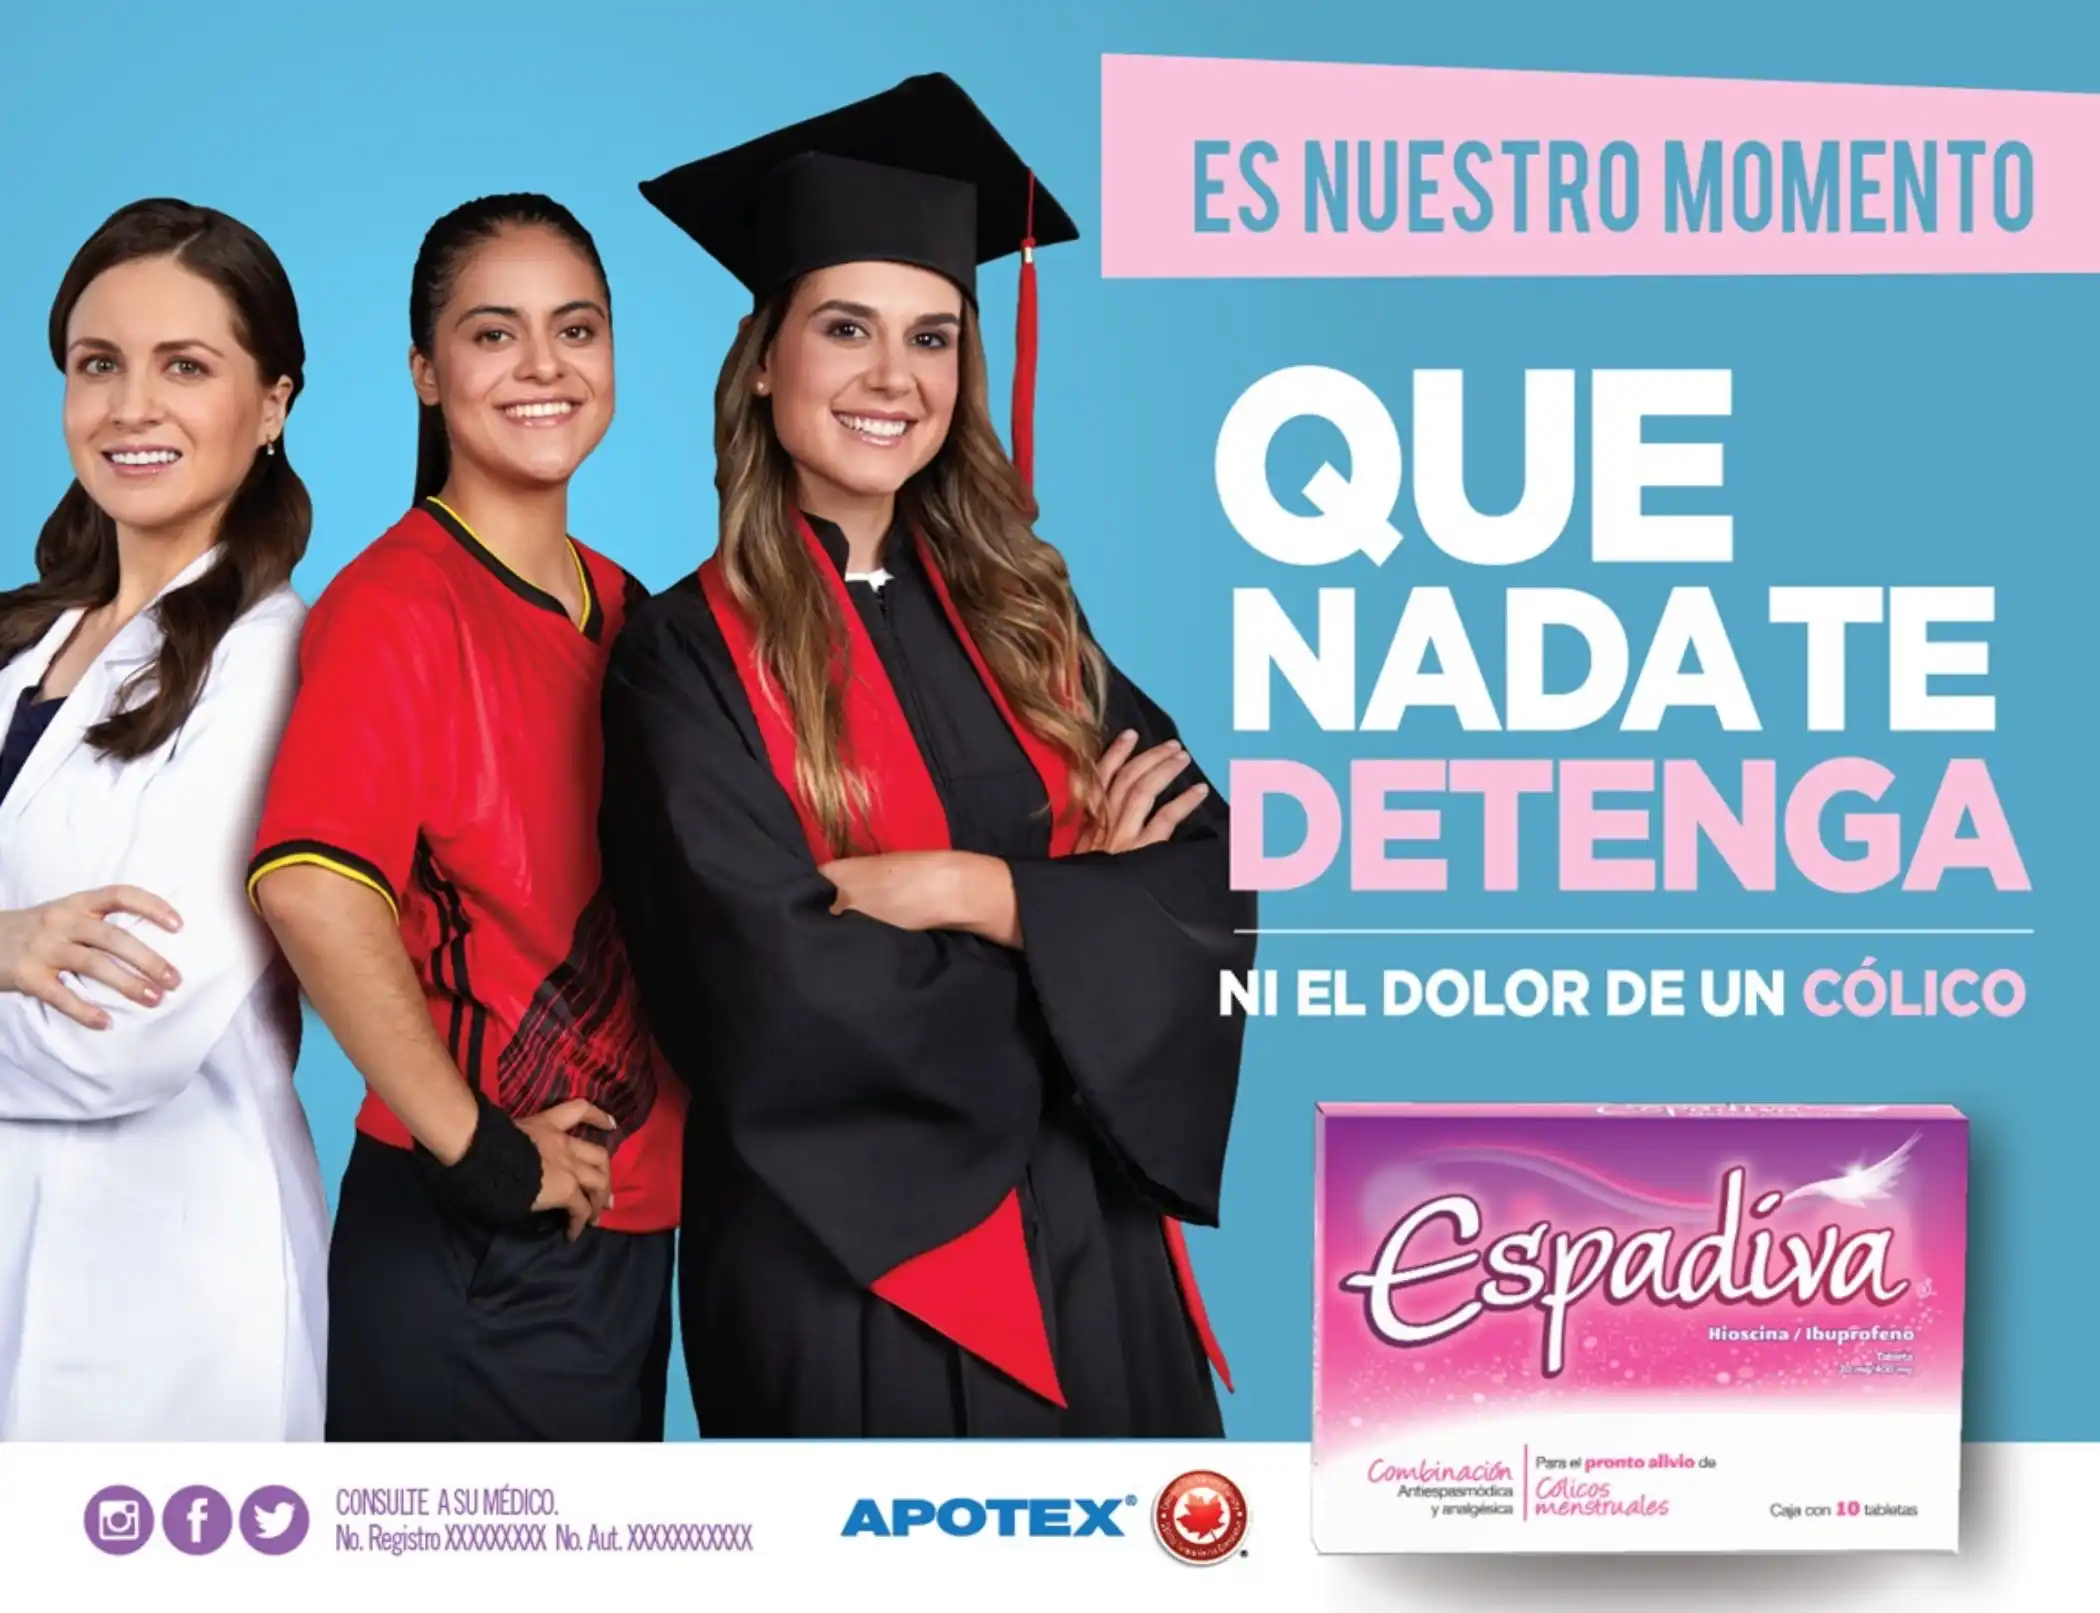 ES NUESTRO MOMENTO
QUE
NADA TE
DETENGA
NI EL DOLOR DE UN CÓLICO
Espadiva
Hioscina / Ibuprofeno
Tableta
Combinación
Antiespasmódica
y analgésica
Para el pronto alivio de
Cólicos
menstruales
Caja con 10 tabletas
CONSULTE A SU MÉDICO.
No. Registro XXXXXXXXX No. Aut. XXXXXXXXXXX
APOTEX®